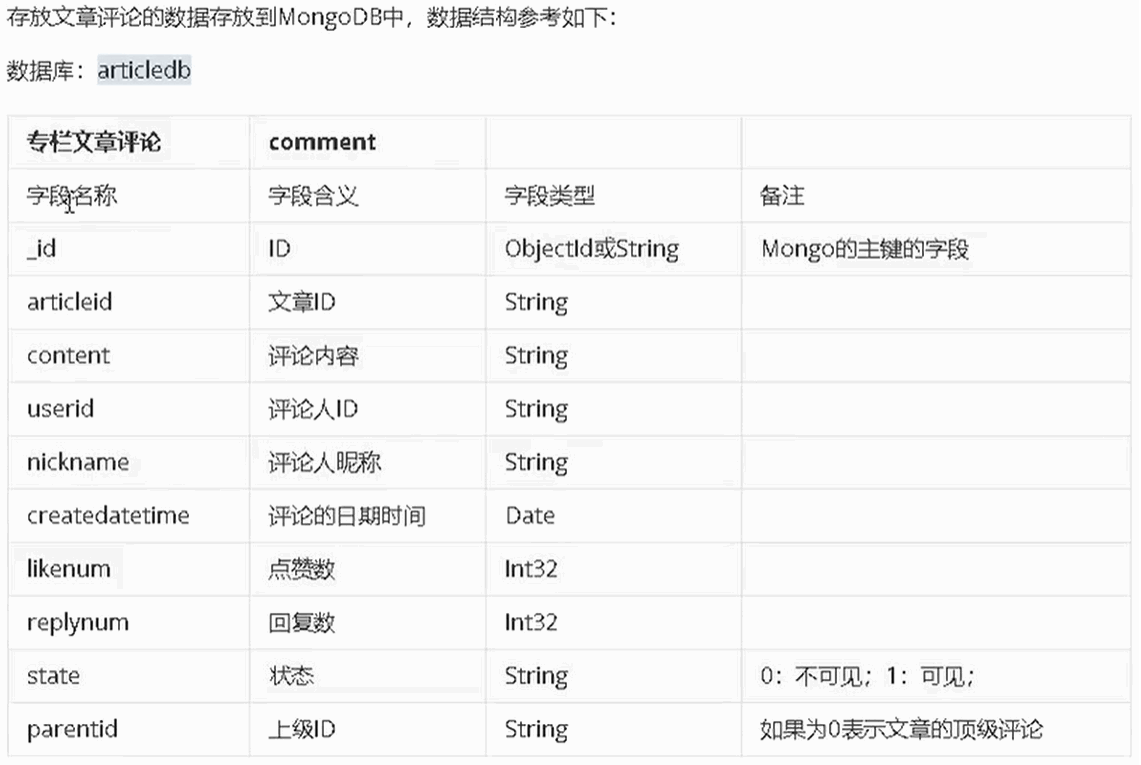 存放文章评论的数据存放到MongoDB中，数据结构参考如下：
数据库：articledb
专栏文章评论 comment
字段名称 字段含义 字段类型 备注
_id ID ObjectId或String Mongo的主键的字段
articleid 文章ID String
content 评论内容 String
userid 评论人ID String
nickname 评论人昵称 String
createdatetime 评论的日期时间 Date
likenum 点赞数 Int32
replynum 回复数 Int32
state 状态 String 0：不可见；1：可见；
parentid 上级ID String 如果为0表示文章的顶级评论